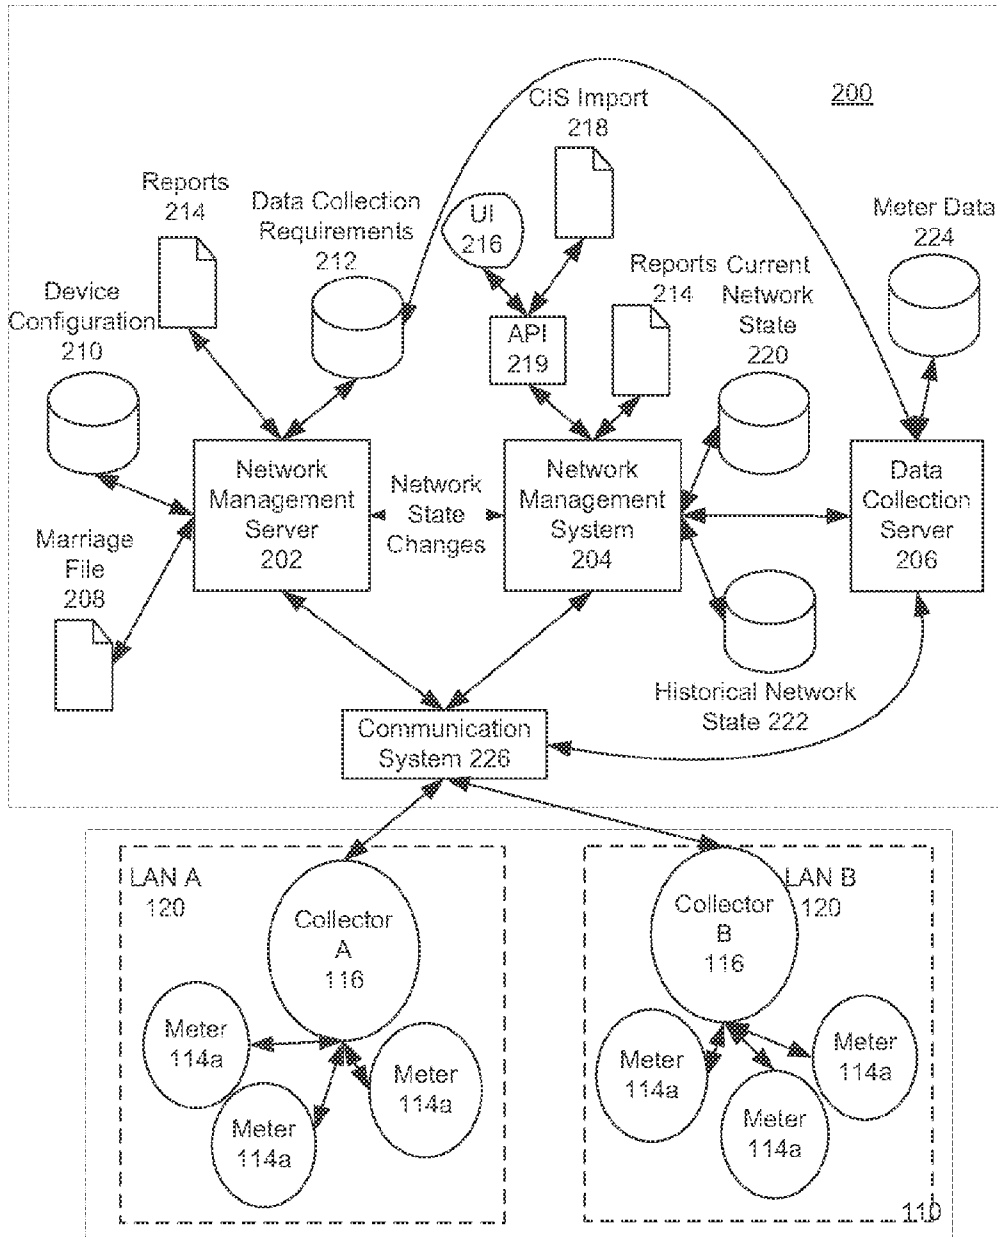 200
CIS Import
218
Reports
214
Data Collection
Requirements
212
UI
216
Meter Data
224
Device
Configuration
210
Reports
214
Current
Network
State
220
API
219
Network
Management
Server
202
Network
State
Changes
Network
Management
System
204
Data
Collection
Server
206
Marriage
File
208
Historical Network
State 222
Communication
System 226
LAN A
120
Collector
A
116
Meter
114a
Meter
114a
Meter
114a
LAN B
120
Collector
B
116
Meter
114a
Meter
114a
Meter
114a
110